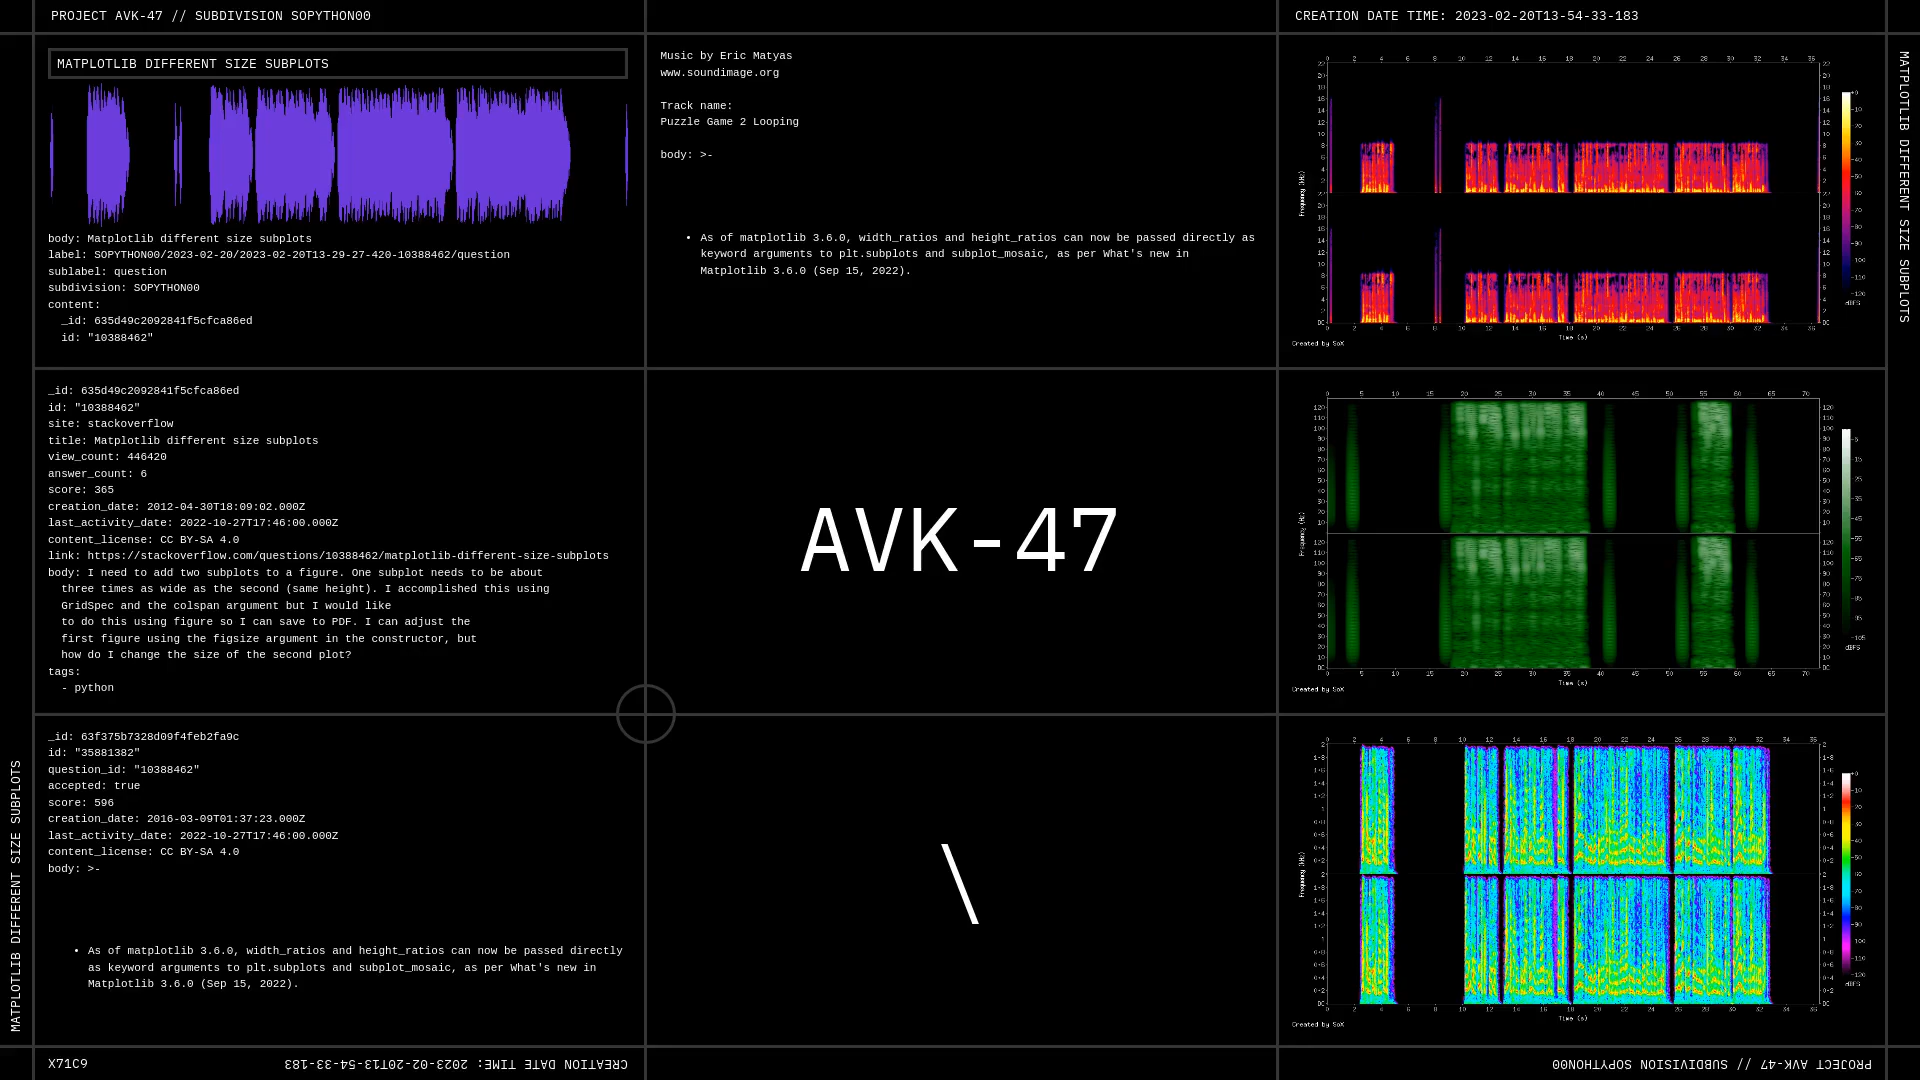 PROJECT AVK-47 // SUBDIVISION SOPYTHON00
CREATION DATE TIME: 2023-02-20T13-54-33-183
MATPLOTLIB DIFFERENT SIZE SUBPLOTS
body: Matplotlib different size subplots
label: SOPYTHON00/2023-02-20/2023-02-20T13-29-27-420-10388462/question
sublabel: question
subdivision: SOPYTHON00
content:
_id: 635d49c2092841f5cfca86ed
id: "10388462"
Music by Eric Matyas
www.soundimage.org
Track name:
Puzzle Game 2 Looping
body: >-
• As of matplotlib 3.6.0, width_ratios and height_ratios can now be passed directly as
keyword arguments to plt.subplots and subplot_mosaic, as per What's new in
Matplotlib 3.6.0 (Sep 15, 2022).
Frequency (kHz)
Time (s)
dBFS
Created by SoX
MATPLOTLIB DIFFERENT SIZE SUBPLOTS
_id: 635d49c2092841f5cfca86ed
id: "10388462"
site: stackoverflow
title: Matplotlib different size subplots
view_count: 446420
answer_count: 6
score: 365
creation_date: 2012-04-30T18:09:02.000Z
last_activity_date: 2022-10-27T17:46:00.000Z
content_license: CC BY-SA 4.0
link: https://stackoverflow.com/questions/10388462/matplotlib-different-size-subplots
body: I need to add two subplots to a figure. One subplot needs to be about
three times as wide as the second (same height). I accomplished this using
GridSpec and the colspan argument but I would like
to do this using figure so I can save to PDF. I can adjust the
first figure using the figsize argument in the constructor, but
how do I change the size of the second plot?
tags:
- python
AVK-47
Frequency (Hz)
Time (s)
dBFS
Created by SoX
_id: 63f375b7328d09f4feb2fa9c
id: "35881382"
question_id: "10388462"
accepted: true
score: 596
creation_date: 2016-03-09T01:37:23.000Z
last_activity_date: 2022-10-27T17:46:00.000Z
content_license: CC BY-SA 4.0
body: >-
• As of matplotlib 3.6.0, width_ratios and height_ratios can now be passed directly
as keyword arguments to plt.subplots and subplot_mosaic, as per What's new in
Matplotlib 3.6.0 (Sep 15, 2022).
\
Frequency (kHz)
Time (s)
dBFS
Created by SoX
MATPLOTLIB DIFFERENT SIZE SUBPLOTS
X71C9
CREATION DATE TIME: 2023-02-20T13-54-33-183
PROJECT AVK-47 // SUBDIVISION SOPYTHON00